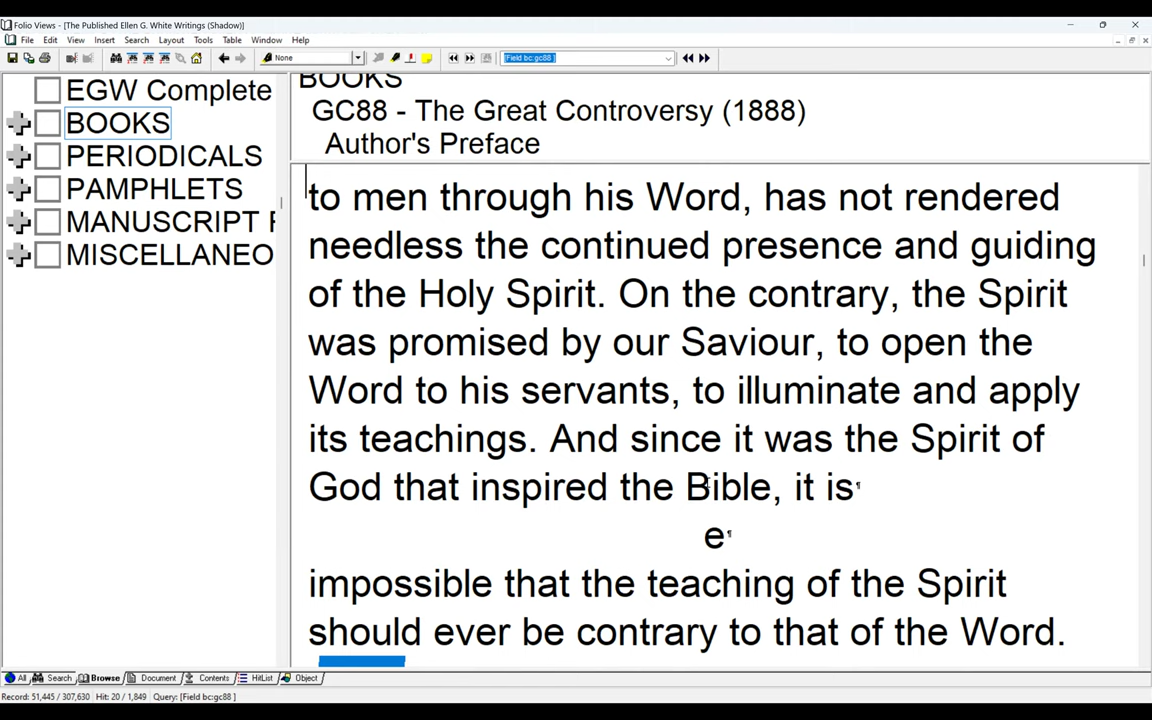 Folio Views - [The Published Ellen G. White Writings (Shadow)]
File Edit View Insert Search Layout Tools Table Window Help
None
[Field bc:gc88 ]
EGW Complete
BOOKS
PERIODICALS
PAMPHLETS
MANUSCRIPT
MISCELLANEO
BOOKS
GC88 - The Great Controversy (1888)
Author's Preface
to men through his Word, has not rendered
needless the continued presence and guiding
of the Holy Spirit. On the contrary, the Spirit
was promised by our Saviour, to open the
Word to his servants, to illuminate and apply
its teachings. And since it was the Spirit of
God that inspired the Bible, it is¶
e¶
impossible that the teaching of the Spirit
should ever be contrary to that of the Word.
All Search Browse Document Contents HitList Object
Record: 51,445 / 307,630 Hit: 20 / 1,849 Query: [Field bc:gc88 ]